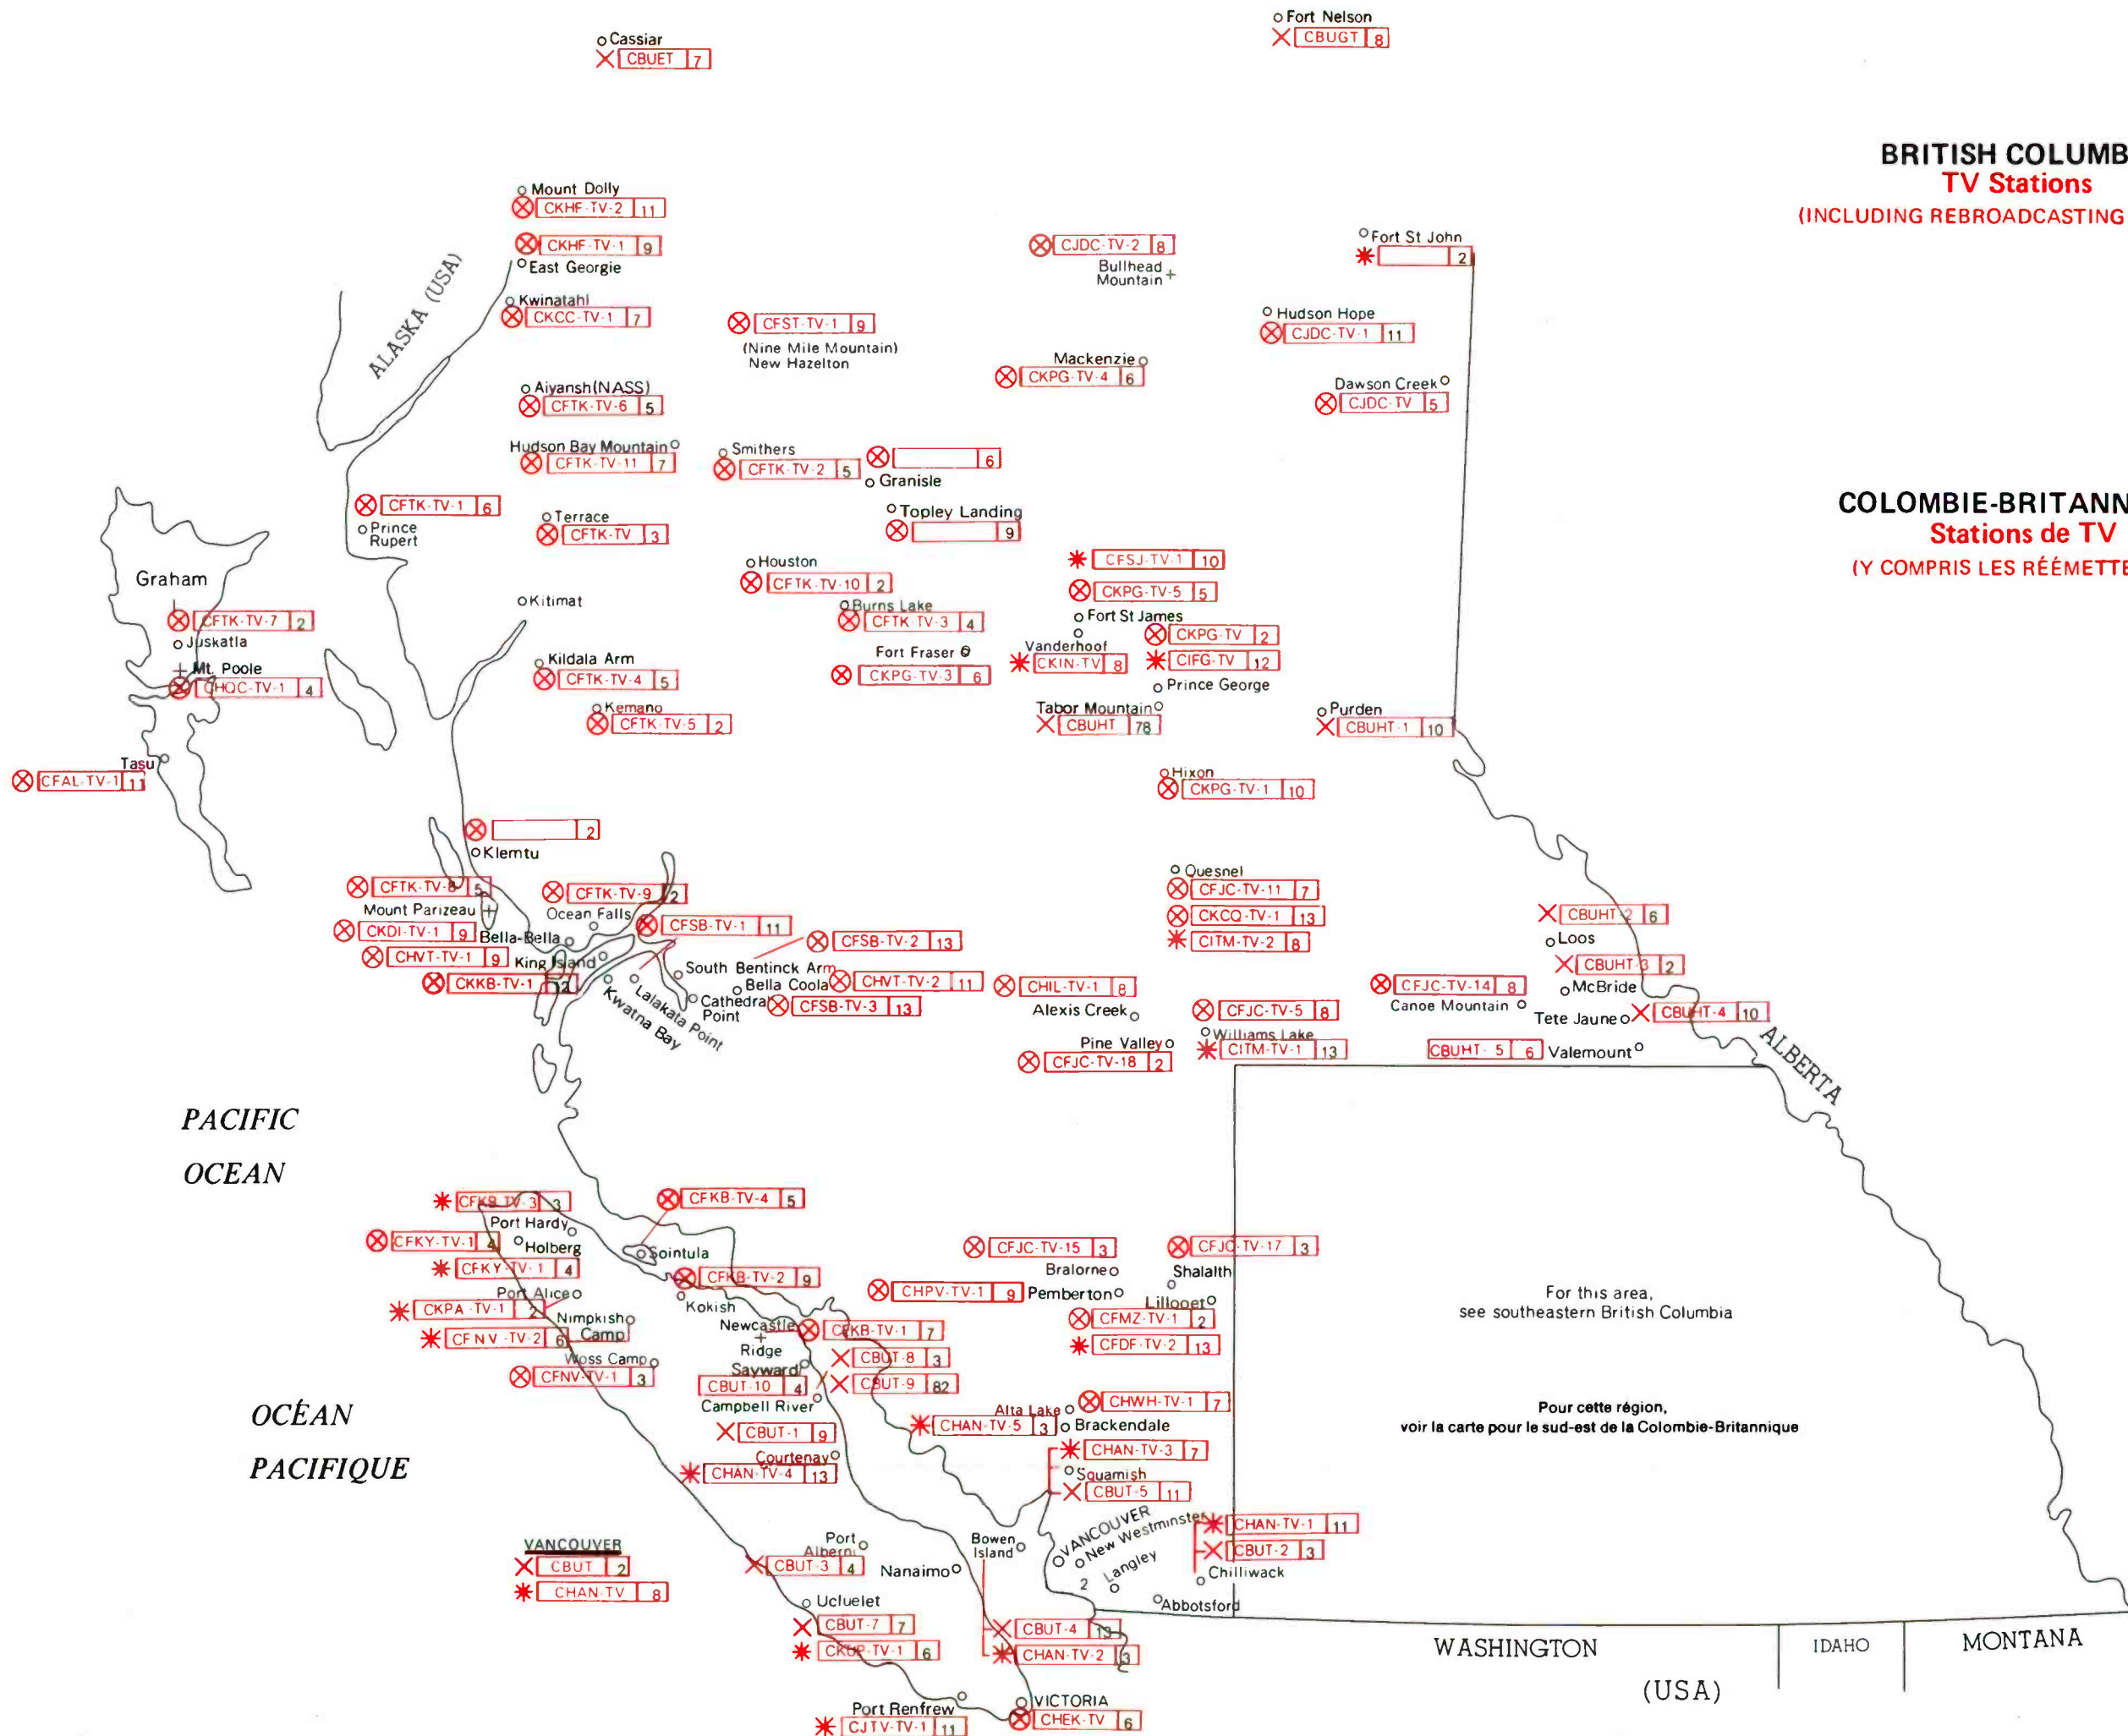 Fort Nelson
CBUGT 8
Cassiar
CBUET 7
BRITISH COLUMB
TV Stations
(INCLUDING REBROADCASTING
Mount Dolly
CKHF-TV-2 11
CKHF-TV-1 9
East Georgie
ALASKA (USA)
Kwinatahl
CKCC-TV-1 7
CFST-TV-1 9
(Nine Mile Mountain)
New Hazelton
CJDC-TV-2 8
Bullhead
Mountain
Fort St John
2
Hudson Hope
CJDC-TV-1 11
Mackenzie
CKPG-TV-4 6
Dawson Creek
CJDC-TV 5
Aiyansh(NASS)
CFTK-TV-6 5
Hudson Bay Mountain
CFTK-TV-11 7
Smithers
CFTK-TV-2 5
6
Granisle
COLOMBIE-BRITANN
Stations de TV
(Y COMPRIS LES RÉÉMETTE
CFTK-TV-1 6
Prince
Rupert
Terrace
CFTK-TV 3
Topley Landing
9
Houston
CFTK-TV-10 2
CFSJ-TV-1 10
CKPG-TV-5 5
Fort St James
Graham
CFTK-TV-7 2
Juskatla
Mt. Poole
CHQC-TV-1 4
Kitimat
Burns Lake
CFTK-TV-3 4
Vanderhoof
CKIN-TV 8
CKPG-TV 2
CIFG-TV 12
Prince George
Fort Fraser
CKPG-TV-3 6
Kildala Arm
CFTK-TV-4 5
Kemano
CFTK-TV-5 2
Tabor Mountain
CBUHT 78
Purden
CBUHT-1 10
Tasu
CFAL-TV-1 11
Hixon
CKPG-TV-1 10
2
Klemtu
CFTK-TV-8 5
Mount Parizeau
CFTK-TV-9 2
Ocean Falls
CKDI-TV-1 9
Bella-Bella
CHVT-TV-1 9
King Island
CKKB-TV-1 12
CFSB-TV-1 11
CFSB-TV-2 13
South Bentinck Arm
Bella Coola
CHVT-TV-2 11
Cathedral
Point
CFSB-TV-3 13
Lalakata Point
Kwatna Bay
Quesnel
CFJC-TV-11 7
CKCQ-TV-1 13
CITM-TV-2 8
CBUHT-2 6
Loos
CBUHT-3 2
McBride
CHIL-TV-1 8
Alexis Creek
CFJC-TV-5 8
Williams Lake
CITM-TV-1 13
CFJC-TV-14 8
Canoe Mountain
Tete Jaune
CBUHT-4 10
Pine Valley
CFJC-TV-18 2
CBUHT-5 6
Valemount
ALBERTA
PACIFIC
OCEAN
CFKB-TV-3 3
Port Hardy
CFKB-TV-4 5
CFKY-TV-1 4
Holberg
CFKY-TV-1 4
Sointula
CFKB-TV-2 9
Kokish
Port Alice
CKPA-TV-1 2
Nimpkish
Camp
CFNV-TV-2 6
Woss Camp
CFNV-TV-1 3
Newcastle
Ridge
CFKB-TV-1 7
Sayward
CBUT-8 3
CBUT-10 4
CBUT-9 82
Campbell River
CBUT-1 9
Courtenay
CHAN-TV-4 13
CFJC-TV-15 3
Bralorne
CFJC-TV-17 3
Shalalth
CHPV-TV-1 9
Pemberton
Lillooet
CFMZ-TV-1 2
CFDF-TV-2 13
Alta Lake
CHWH-TV-1 7
CHAN-TV-5 3
Brackendale
CHAN-TV-3 7
Squamish
CBUT-5 11
For this area,
see southeastern British Columbia
Pour cette région,
voir la carte pour le sud-est de la Colombie-Britannique
OCÉAN
PACIFIQUE
VANCOUVER
CBUT 2
CHAN-TV 8
Port
Alberni
CBUT-3 4
Nanaimo
Bowen
Island
VANCOUVER
New Westminster
2
Langley
Abbotsford
CHAN-TV-1 11
CBUT-2 3
Chilliwack
Ucluelet
CBUT-7 7
CKUP-TV-1 6
CBUT-4 13
CHAN-TV-2 3
Port Renfrew
CJTV-TV-1 11
VICTORIA
CHEK-TV 6
WASHINGTON
IDAHO
MONTANA
(USA)